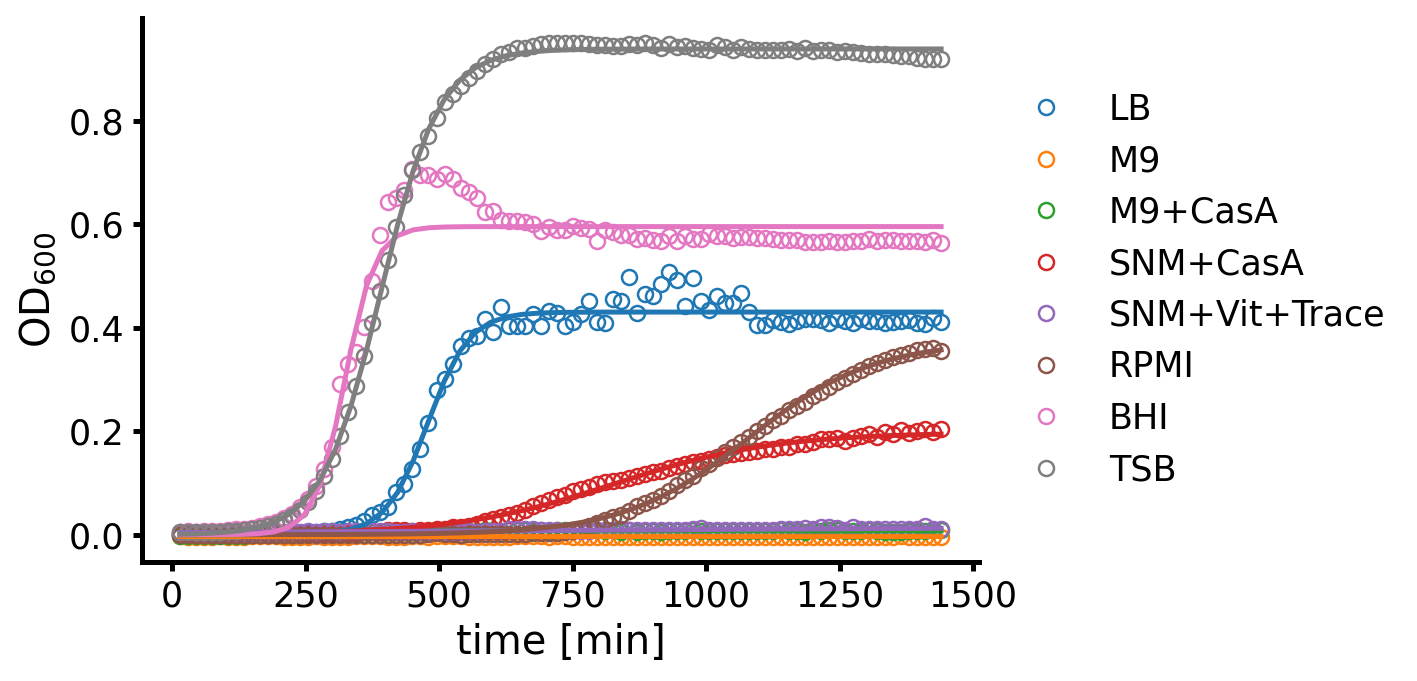 OD600
0.8
0.6
0.4
0.2
0.0
0 250 500 750 1000 1250 1500
time [min]
LB
M9
M9+CasA
SNM+CasA
SNM+Vit+Trace
RPMI
BHI
TSB